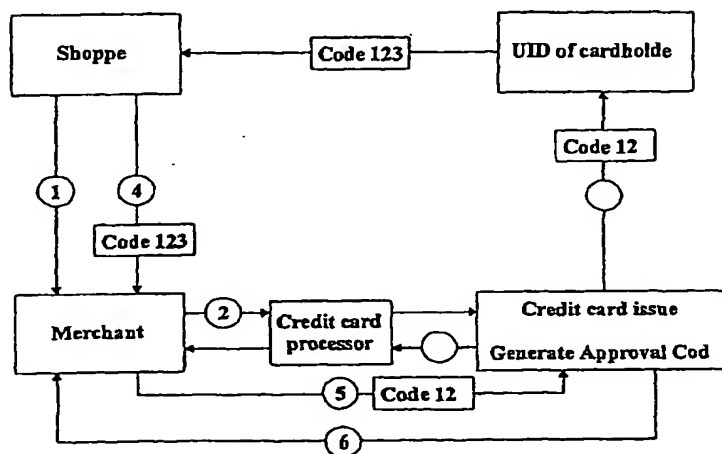 Shoppe
Code 123
UID of cardholde
Code 12
1
4
Code 123
Merchant
2
Credit card
processor
Credit card issue
Generate Approval Cod
5
Code 12
6